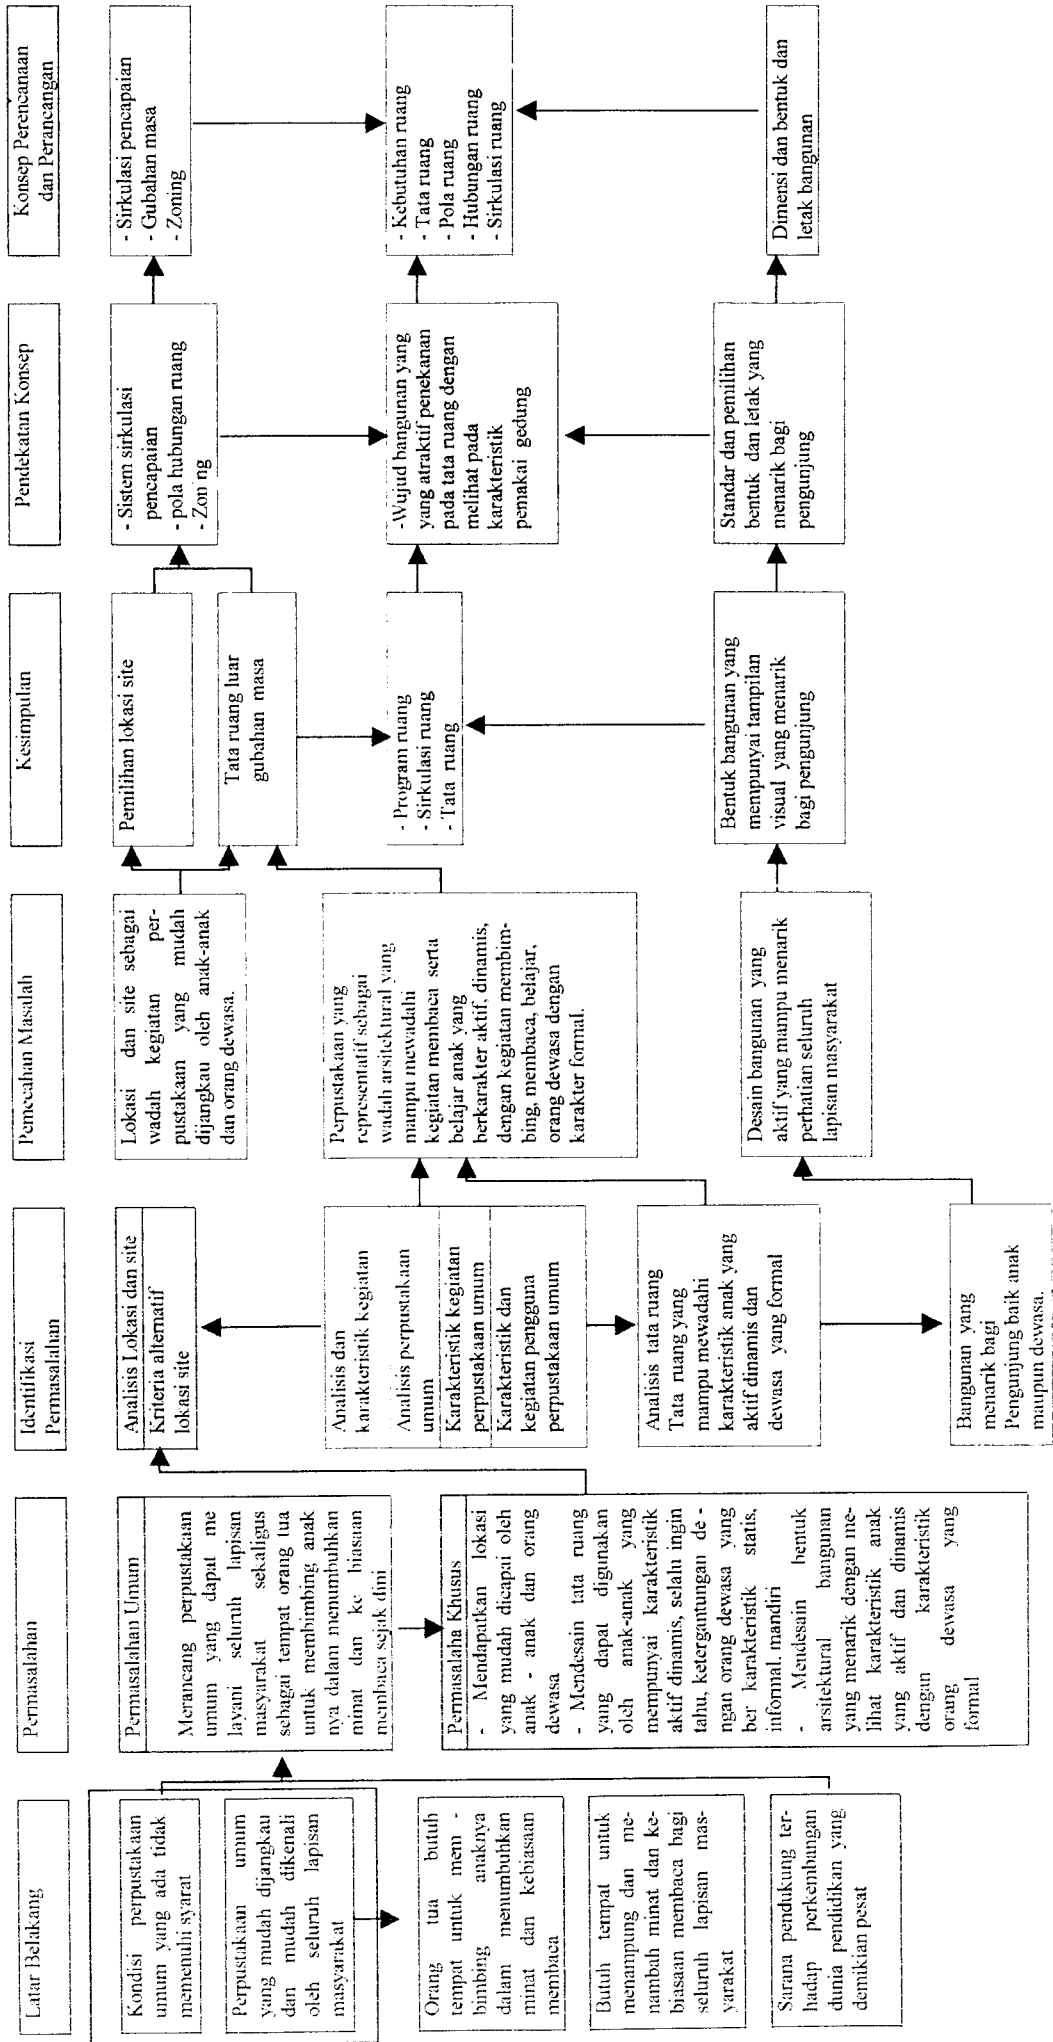 Latar Belakang
Kondisi perpustakaan
umum yang ada tidak
memenuhi syarat
Perpustakaan umum
yang mudah dijangkau
dan mudah dikenali
oleh seluruh lapisan
masyarakat
Orang tua butuh
tempat untuk mem -
bimbing anaknya
dalam menumbuhkan
minat dan kebiasaan
membaca
Butuh tempat untuk
menampung dan me-
nambah minat dan ke-
biasaan membaca bagi
seluruh lapisan mas-
yarakat
Sarana pendukung ter-
hadap perkembangan
dunia pendidikan yang
demikian pesat
Permasalahan
Permasalahan Umum
Merancang perpustakaan
umum yang dapat me
layani seluruh lapisan
masyarakat sekaligus
sebagai tempat orang tua
untuk membimbing anak
nya dalam menumbuhkan
minat dan ke biasaan
membaca sejak dini
Permasalaha Khusus
- Mendapatkan lokasi
yang mudah dicapai oleh
anak - anak dan orang
dewasa
- Mendesain tata ruang
yang dapat digunakan
oleh anak-anak yang
mempunyai karakteristik
aktif dinamis, selalu ingin
tahu, ketergantungan de -
ngan orang dewasa yang
ber karakteristik statis,
informal. mandiri
- Mendesain bentuk
arsitektural bangunan
yang menarik dengan me-
lihat karakteristik anak
yang aktif dan dinamis
dengan karakteristik
orang dewasa yang
formal
Identifikasi
Permasalahan
Analisis Lokasi dan site
Kriteria alternatif
lokasi site
Analisis dan
karakteristik kegiatan
Analisis perpustakaan
umum
Karakteristik kegiatan
perpustakaan umum
Karakteristik dan
kegiatan pengguna
perpustakaan umum
Analisis tata ruang
Tata ruang yang
mampu mewadahi
karakteristik anak yang
aktif dinamis dan
dewasa yang formal
Bangunan yang
menarik bagi
Pengunjung baik anak
maupun dewasa.
Pemecahan Masalah
Lokasi dan site sebagai
wadah kegiatan per-
pustakaan yang mudah
dijangkau oleh anak-anak
dan orang dewasa.
Perpustakaan yang
representatif sebagai
wadah arsitektural yang
mampu mewadahi
kegiatan membaca serta
belajar anak yang
berkarakter aktif. dinamis,
dengan kegiatan membim-
bing, membaca, belajar,
orang dewasa dengan
karakter formal.
Desain bangunan yang
aktif yang mampu menarik
perhatian seluruh
lapisan masyarakat
Kesimpulan
Pemilihan lokasi site
Tata ruang luar
gubahan masa
- Program ruang
- Sirkulasi ruang
- Tata ruang
Bentuk bangunan yang
mempunyai tampilan
visual yang menarik
bagi pengunjung
Pendekatan Konsep
- Sistem sirkulasi
pencapaian
- pola hubungan ruang
- Zon ng
-Wujud bangunan yang
yang atraktif penekanan
pada tata ruang dengan
melihat pada
karakteristik
pemakai gedung
Standar dan pemilihan
bentuk dan letak yang
menarik bagi
pengunjung
Konsep Perencanaan
dan Perancangan
- Sirkulasi pencapaian
- Gubahan masa
- Zoning
- Kebutuhan ruang
- Tata ruang
- Pola ruang
- Hubungan ruang
- Sirkulasi ruang
Dimensi dan bentuk dan
letak bangunan